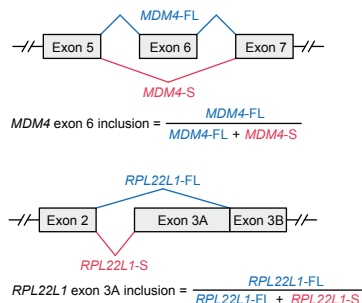 MDM4-FL
Exon 5 Exon 6 Exon 7
MDM4-S
MDM4 exon 6 inclusion = MDM4-FL
MDM4-FL + MDM4-S
RPL22L1-FL
Exon 2 Exon 3A Exon 3B
RPL22L1-S
RPL22L1 exon 3A inclusion = RPL22L1-FL
RPL22L1-FL + RPL22L1-S